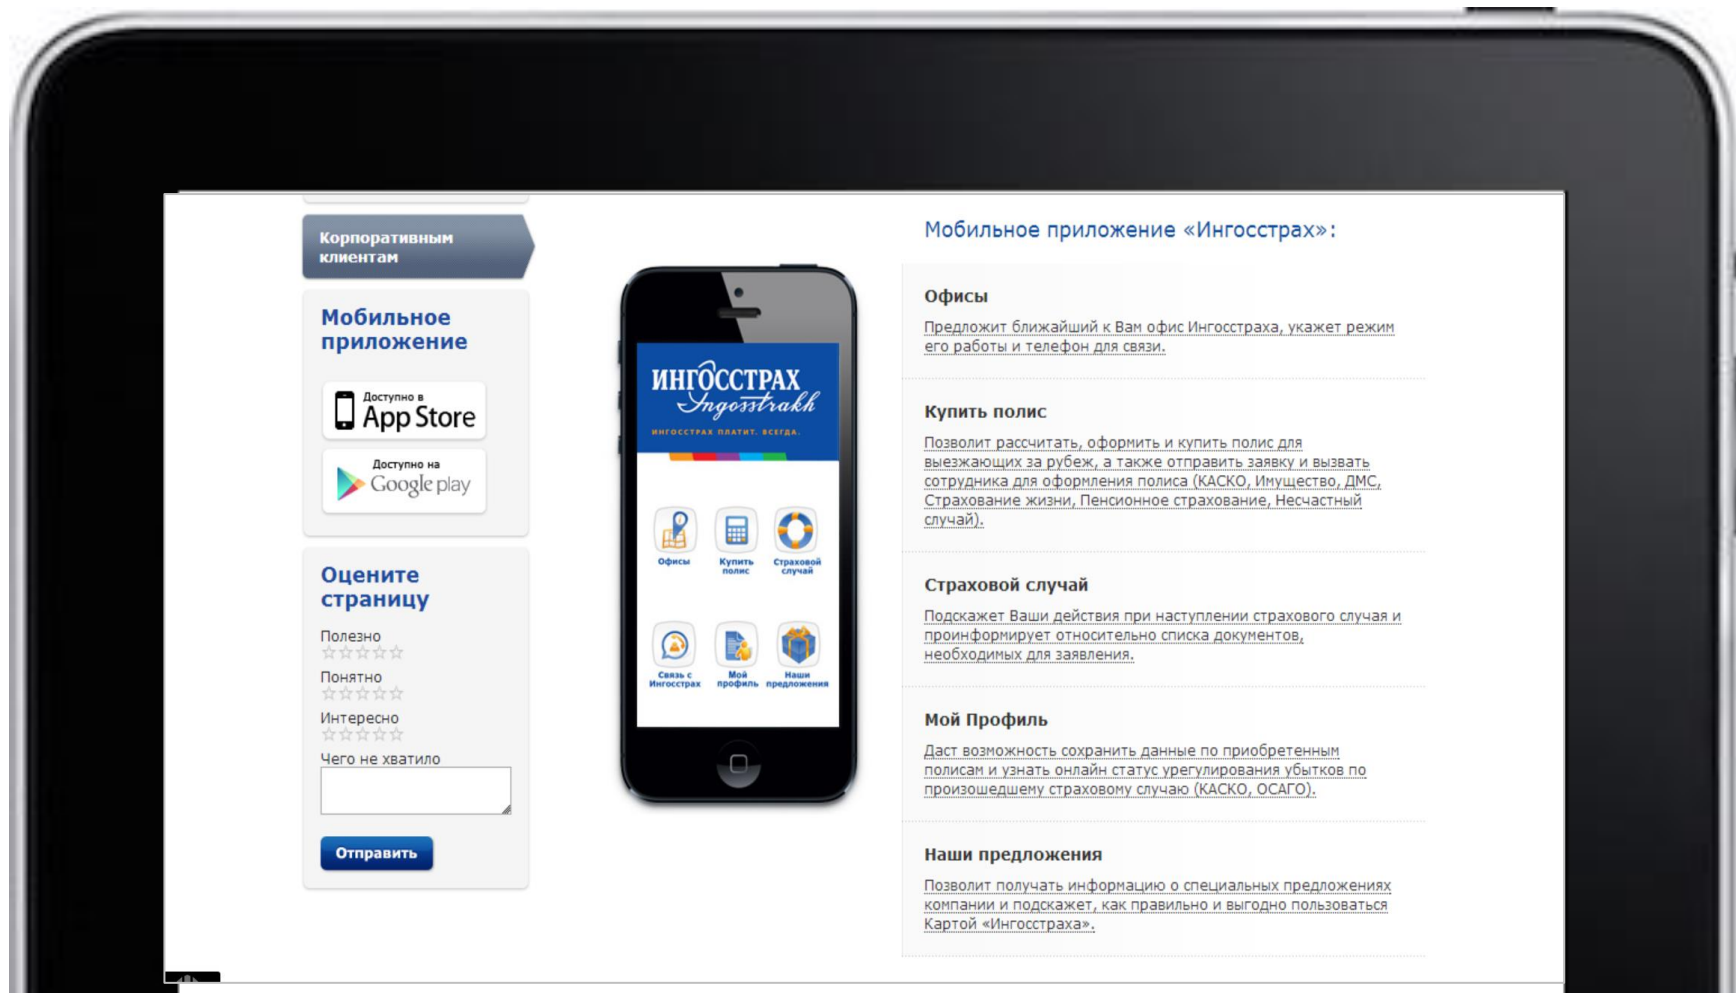 Корпоративным
клиентам
Мобильное
приложение
Доступно в
App Store
Доступно на
Google play
Оцените
страницу
Полезно
Понятно
Интересно
Чего не хватило
Отправить
ИНГОССТРАХ
Ingosstrakh
ИНГОССТРАХ ПЛАТИТ. ВСЕГДА.
Офисы
Купить
полис
Страховой
случай
Связь с
Ингосстрах
Мой
профиль
Наши
предложения
Мобильное приложение «Ингосстрах»:
Офисы
Предложит ближайший к Вам офис Ингосстраха, укажет режим
его работы и телефон для связи.
Купить полис
Позволит рассчитать, оформить и купить полис для
выезжающих за рубеж, а также отправить заявку и вызвать
сотрудника для оформления полиса (КАСКО, Имущество, ДМС,
Страхование жизни, Пенсионное страхование, Несчастный
случай).
Страховой случай
Подскажет Ваши действия при наступлении страхового случая и
проинформирует относительно списка документов,
необходимых для заявления.
Мой Профиль
Даст возможность сохранить данные по приобретенным
полисам и узнать онлайн статус урегулирования убытков по
произошедшему страховому случаю (КАСКО, ОСАГО).
Наши предложения
Позволит получать информацию о специальных предложениях
компании и подскажет, как правильно и выгодно пользоваться
Картой «Ингосстраха».